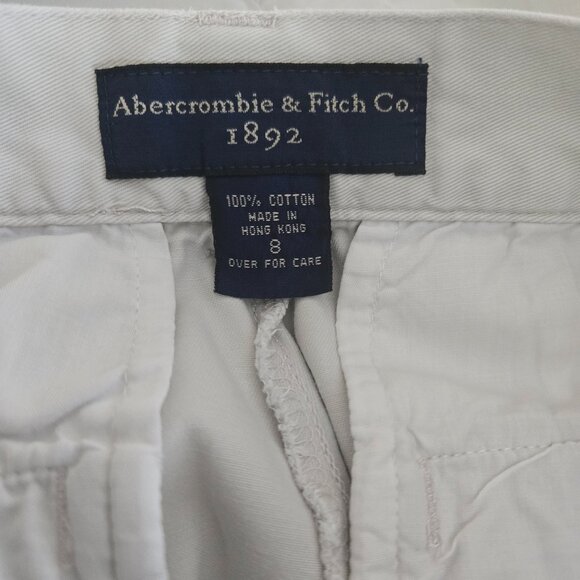 Abercrombie & Fitch Co.
1892
100% COTTON
MADE IN
HONG KONG
8
OVER FOR CARE